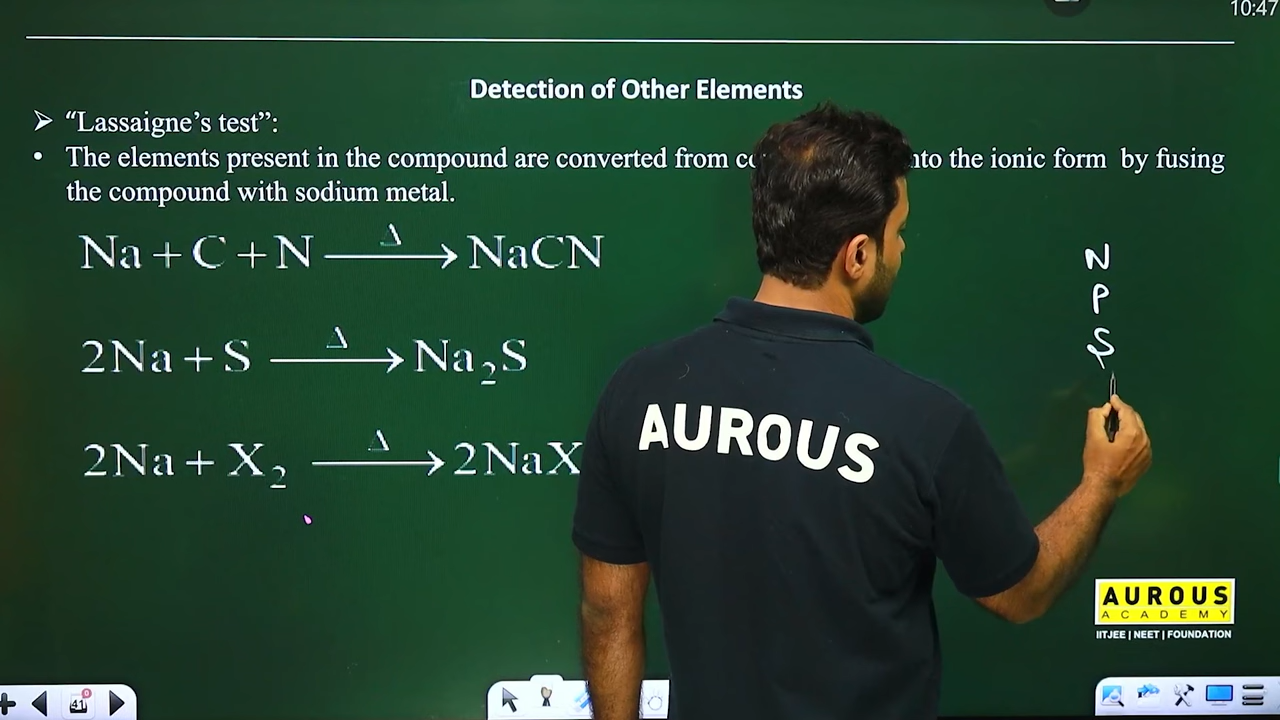 10:47
Detection of Other Elements
➢ “Lassaigne’s test”:
• The elements present in the compound are converted from nto the ionic form by fusing
the compound with sodium metal.
Na + C + N —Δ→ NaCN
2Na + S —Δ→ Na₂S
2Na + X₂ —Δ→ 2NaX
N
P
S
AUROUS
AUROUS
ACADEMY
IITJEE | NEET | FOUNDATION
41
0